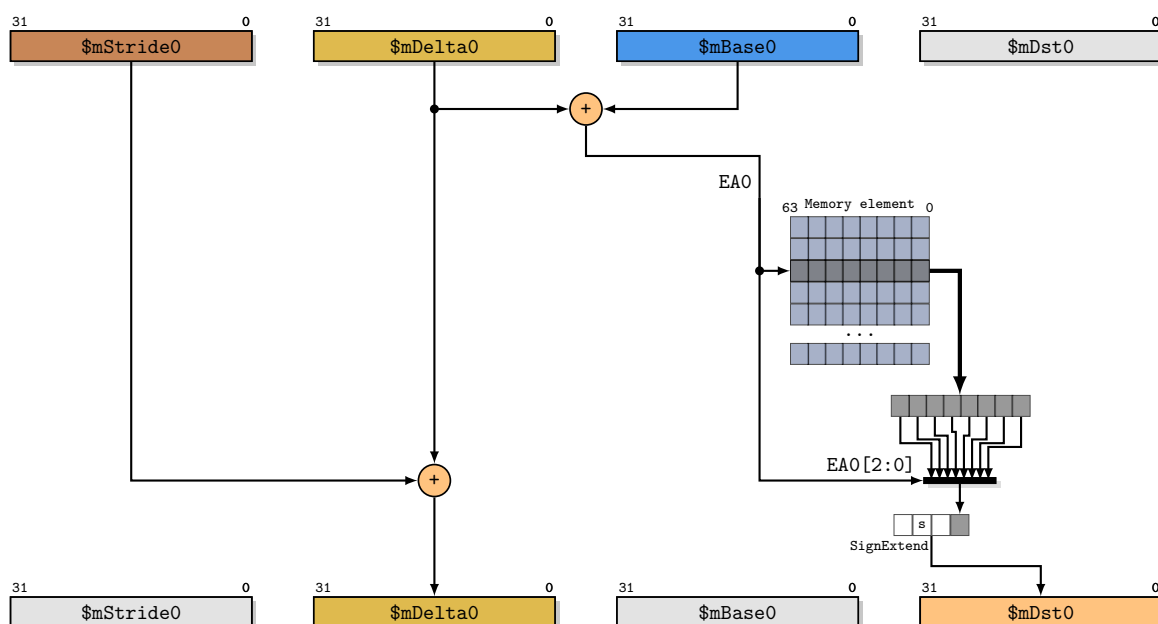 31 0 31 0 31 0 31 0
$mStride0 $mDelta0 $mBase0 $mDst0
+
EA0
63 Memory element 0
...
EA0[2:0]
+
s
SignExtend
31 0 31 0 31 0 31 0
$mStride0 $mDelta0 $mBase0 $mDst0